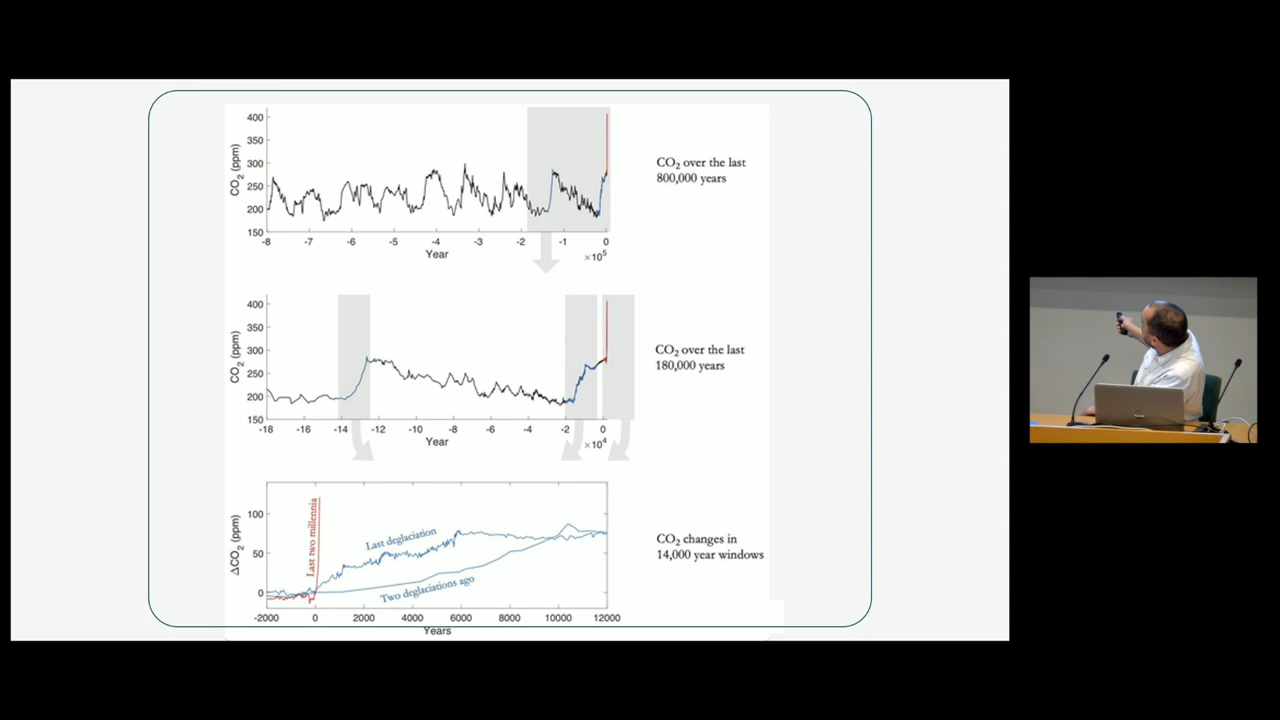 400
350
300
250
200
150
CO2 (ppm)
-8 -7 -6 -5 -4 -3 -2 -1 0
Year
×10^5
CO2 over the last
800,000 years
400
350
300
250
200
150
CO2 (ppm)
-18 -16 -14 -12 -10 -8 -6 -4 -2 0
Year
×10^4
CO2 over the last
180,000 years
100
50
0
ΔCO2 (ppm)
Last two millennia
Last deglaciation
Two deglaciations ago
-2000 0 2000 4000 6000 8000 10000 12000
Years
CO2 changes in
14,000 year windows